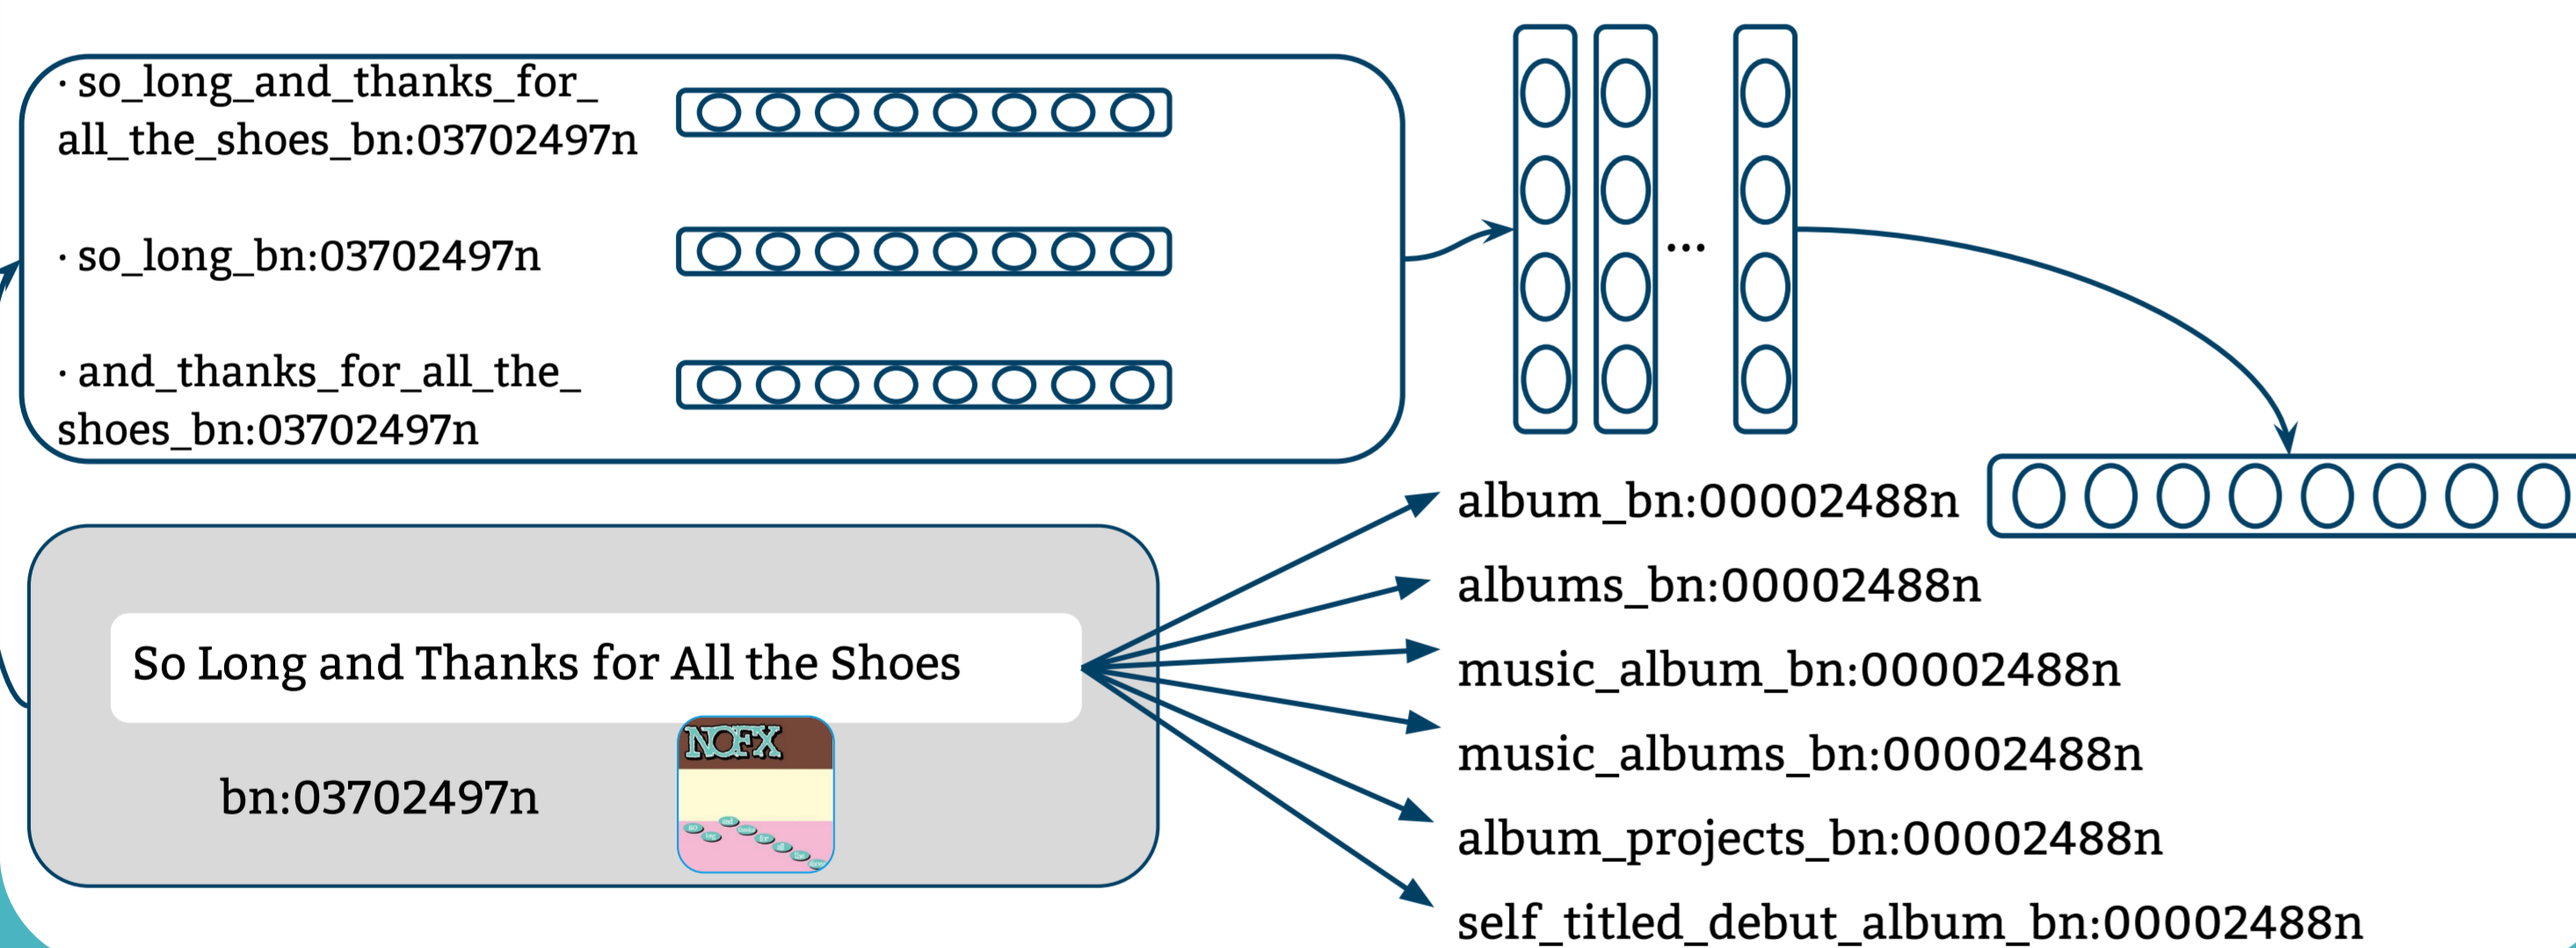 · so_long_and_thanks_for_
all_the_shoes_bn:03702497n
· so_long_bn:03702497n
· and_thanks_for_all_the_
shoes_bn:03702497n
...
album_bn:00002488n
albums_bn:00002488n
music_album_bn:00002488n
music_albums_bn:00002488n
album_projects_bn:00002488n
self_titled_debut_album_bn:00002488n
So Long and Thanks for All the Shoes
bn:03702497n
NOFX